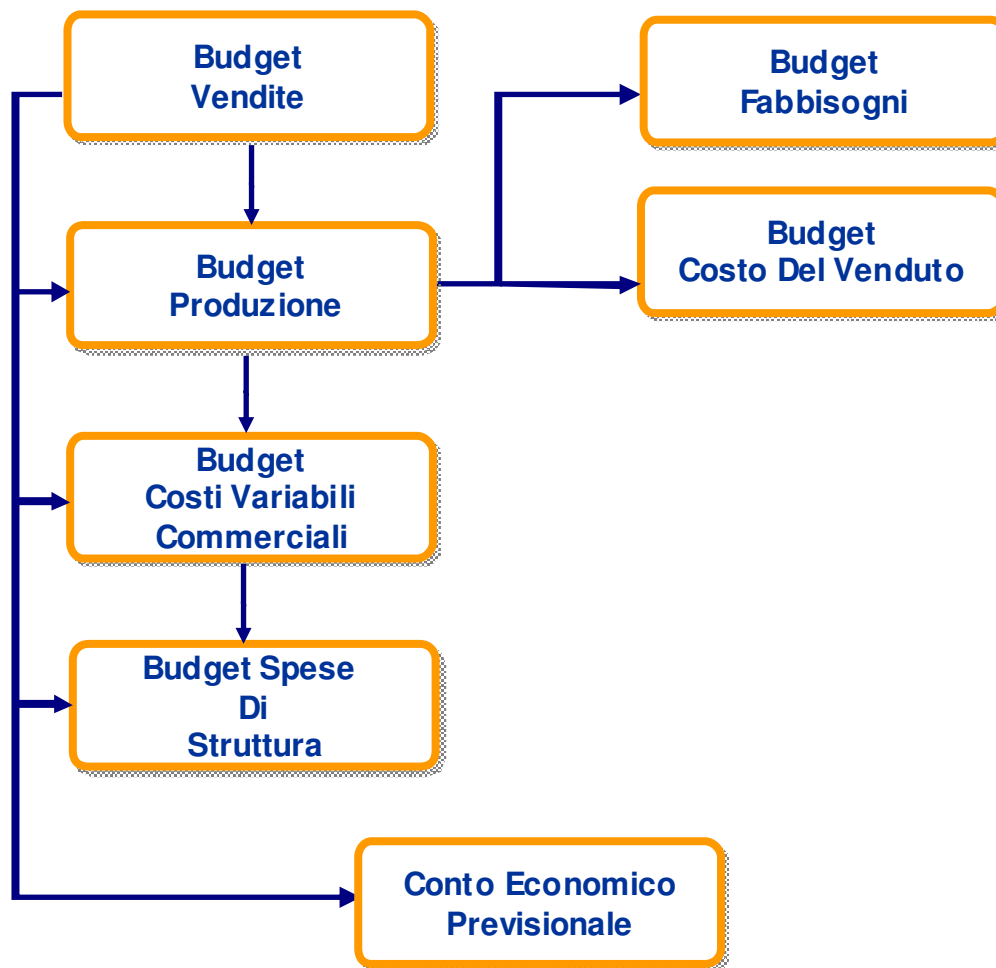 Budget
Vendite
Budget
Fabbisogni
Budget
Costo Del Venduto
Budget
Produzione
Budget
Costi Variabili
Commerciali
Budget Spese
Di
Struttura
Conto Economico
Previsionale